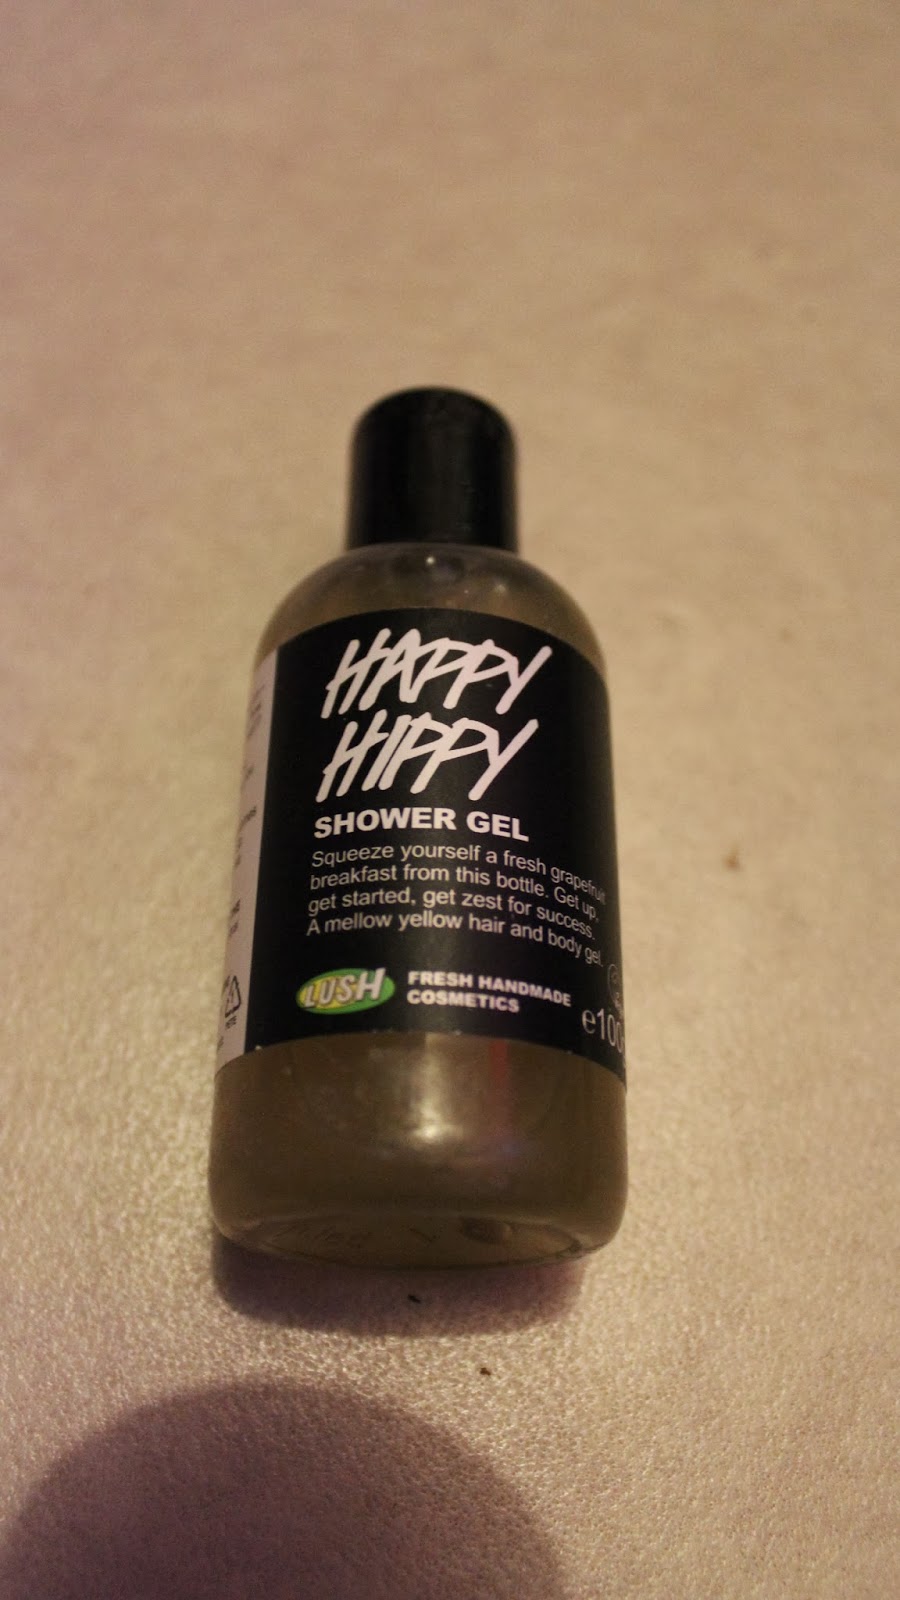 HAPPY
HIPPY
SHOWER GEL
Squeeze yourself a fresh grapefruit
breakfast from this bottle. Get up,
get started, get zest for success.
A mellow yellow hair and body gel.
LUSH
FRESH HANDMADE
COSMETICS
e100